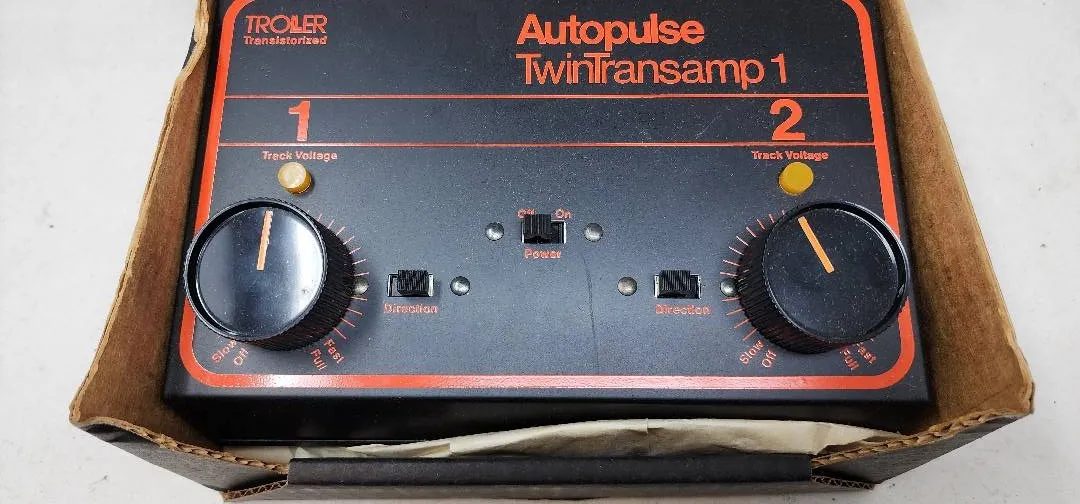 TROLLER
Transistorized
Autopulse
TwinTransamp 1
1
2
Track Voltage
Track Voltage
Off On
Power
Direction
Direction
Slow
Off
Fast
Full
Slow
Off
Fast
Full